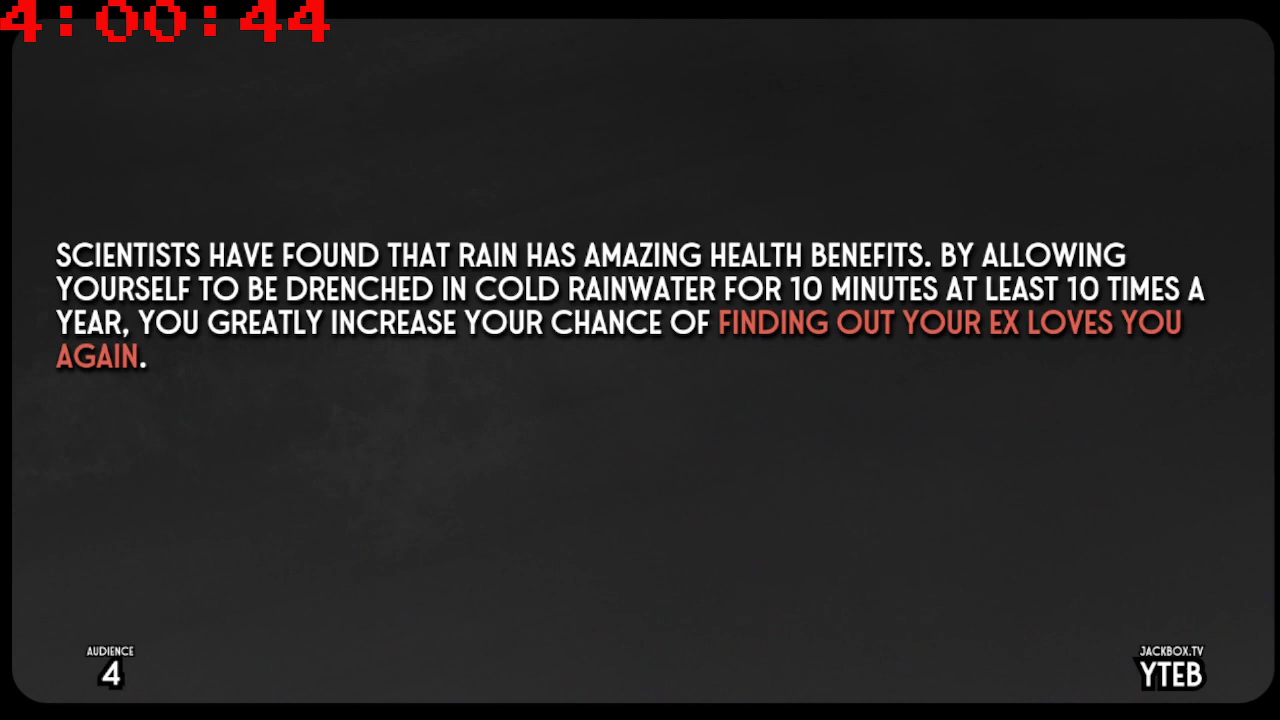 4:00:44
SCIENTISTS HAVE FOUND THAT RAIN HAS AMAZING HEALTH BENEFITS. BY ALLOWING
YOURSELF TO BE DRENCHED IN COLD RAINWATER FOR 10 MINUTES AT LEAST 10 TIMES A
YEAR, YOU GREATLY INCREASE YOUR CHANCE OF FINDING OUT YOUR EX LOVES YOU
AGAIN.
AUDIENCE
4
JACKBOX.TV
YTEB